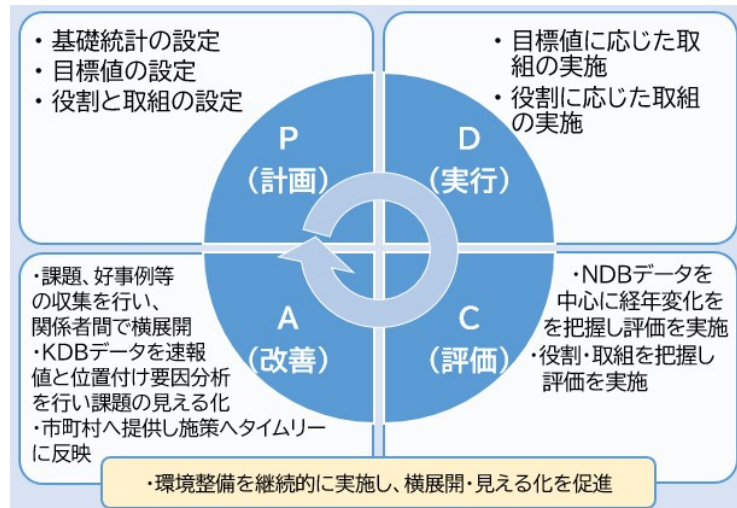 ・基礎統計の設定
・目標値の設定
・役割と取組の設定
・目標値に応じた取
組の実施
・役割に応じた取組
の実施
P
(計画)
D
(実行)
A
(改善)
C
(評価)
・課題、好事例等
の収集を行い、
関係者間で横展開
・KDBデータを速報
値と位置付け要因分析
を行い課題の見える化
・市町村へ提供し施策へタイムリー
に反映
・NDBデータを
中心に経年変化を
を把握し評価を実施
・役割・取組を把握し
評価を実施
・環境整備を継続的に実施し、横展開・見える化を促進